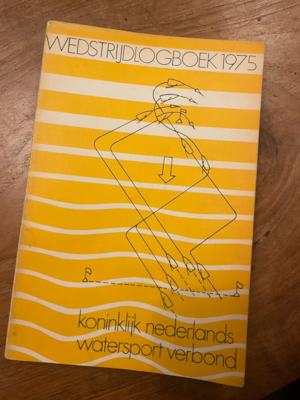 WEDSTRIJDLOGBOEK 1975
koninklijk nederlands
watersport verbond